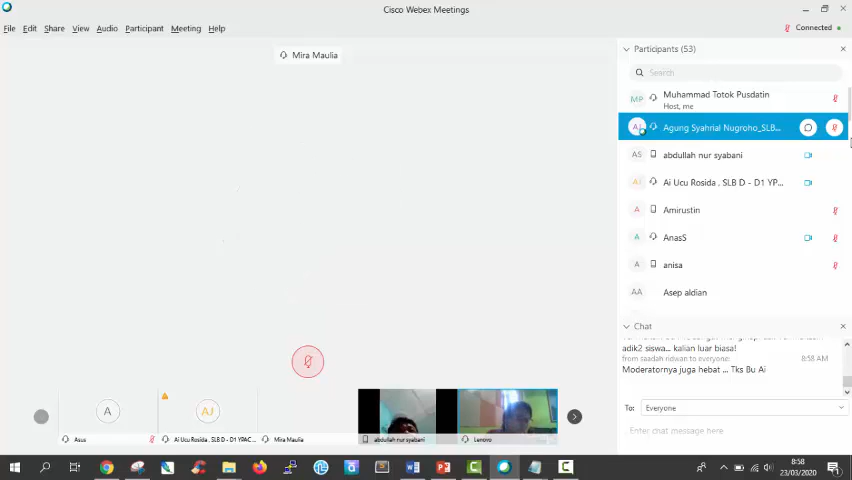 Cisco Webex Meetings
File Edit Share View Audio Participant Meeting Help
Connected
Mira Maulia
Participants (53)
Search
MP Muhammad Totok Pusdatin
Host, me
Agung Syahrial Nugroho_SLB...
AS abdullah nur syabani
Ai Ucu Rosida , SLB D - D1 YP...
A Amirustin
A AnasS
A anisa
AA Asep aldian
Chat
adik2 siswa... kalian luar biasa!
from saadah ridwan to everyone: 8:58 AM
Moderatornya juga hebat ... Tks Bu Ai
To: Everyone
Enter chat message here
A
Asus
Ai Ucu Rosida , SLB D - D1 YPAC...
Mira Maulia
abdullah nur syabani
Lenovo
8:58
23/03/2020